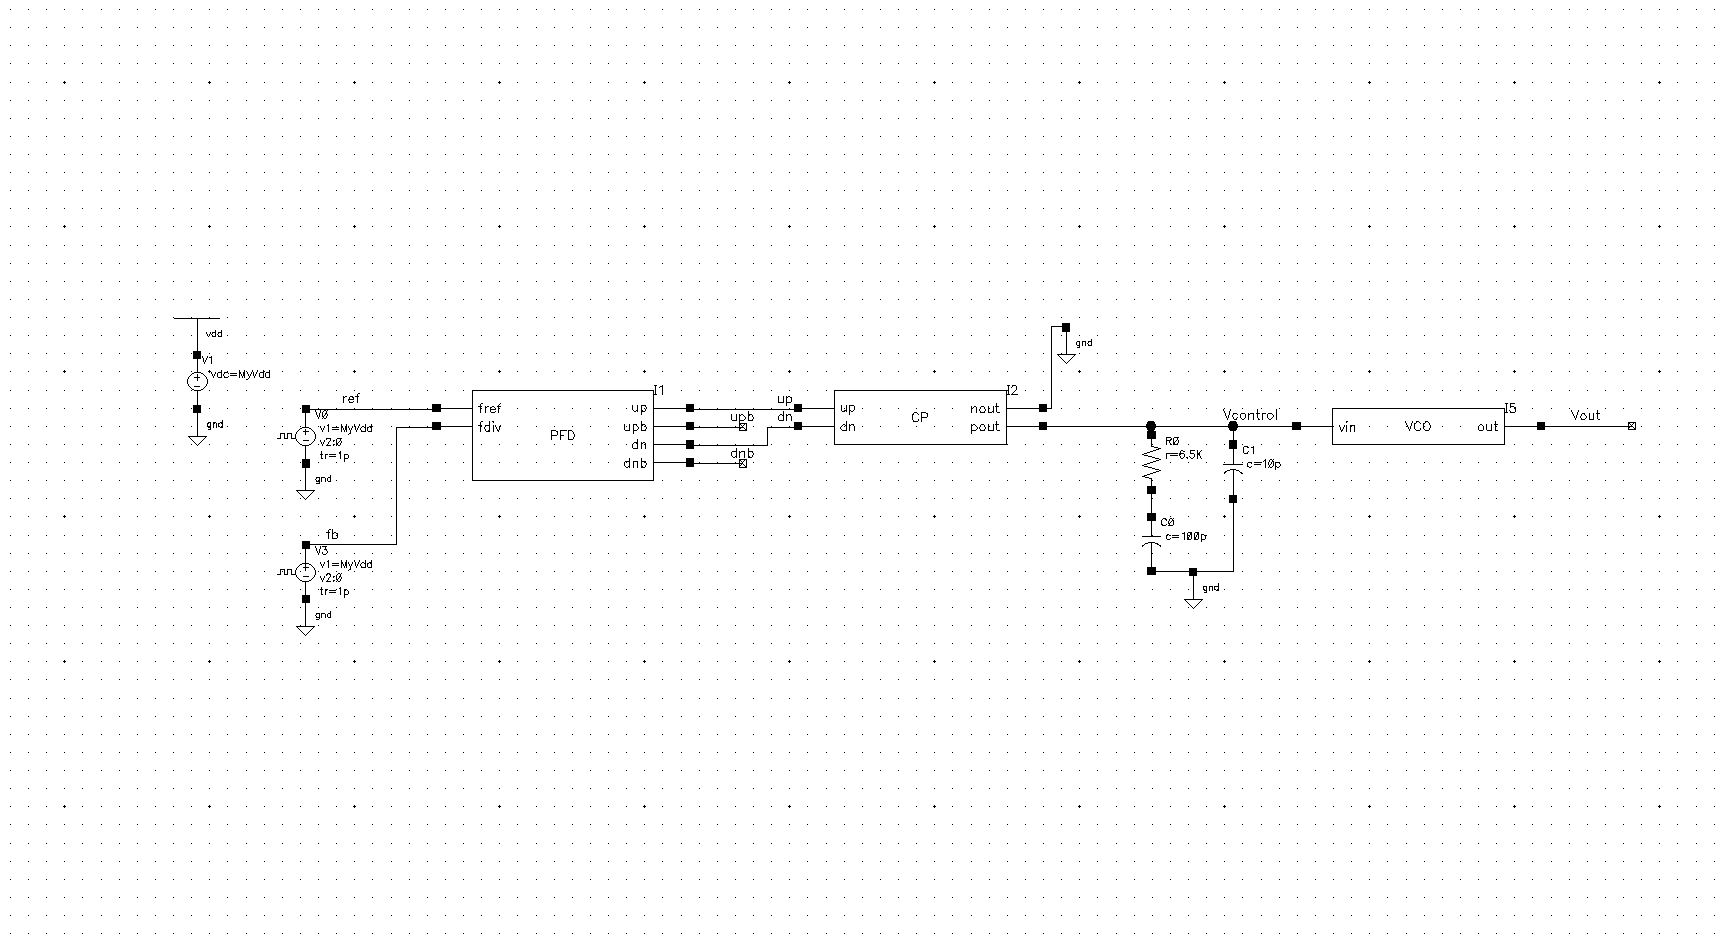 vdd
V1
vdc=MyVdd
gnd
ref
V0
v1=MyVdd
v2:0
tr=1p
gnd
fb
V3
v1=MyVdd
v2:0
tr=1p
gnd
I1
fref
fdiv
PFD
up
upb
dn
dnb
up
upb
dn
dnb
I2
up
dn
CP
nout
pout
gnd
R0
r=6.5K
C0
c=100p
Vcontrol
C1
c=10p
gnd
I5
vin
VCO
out
Vout